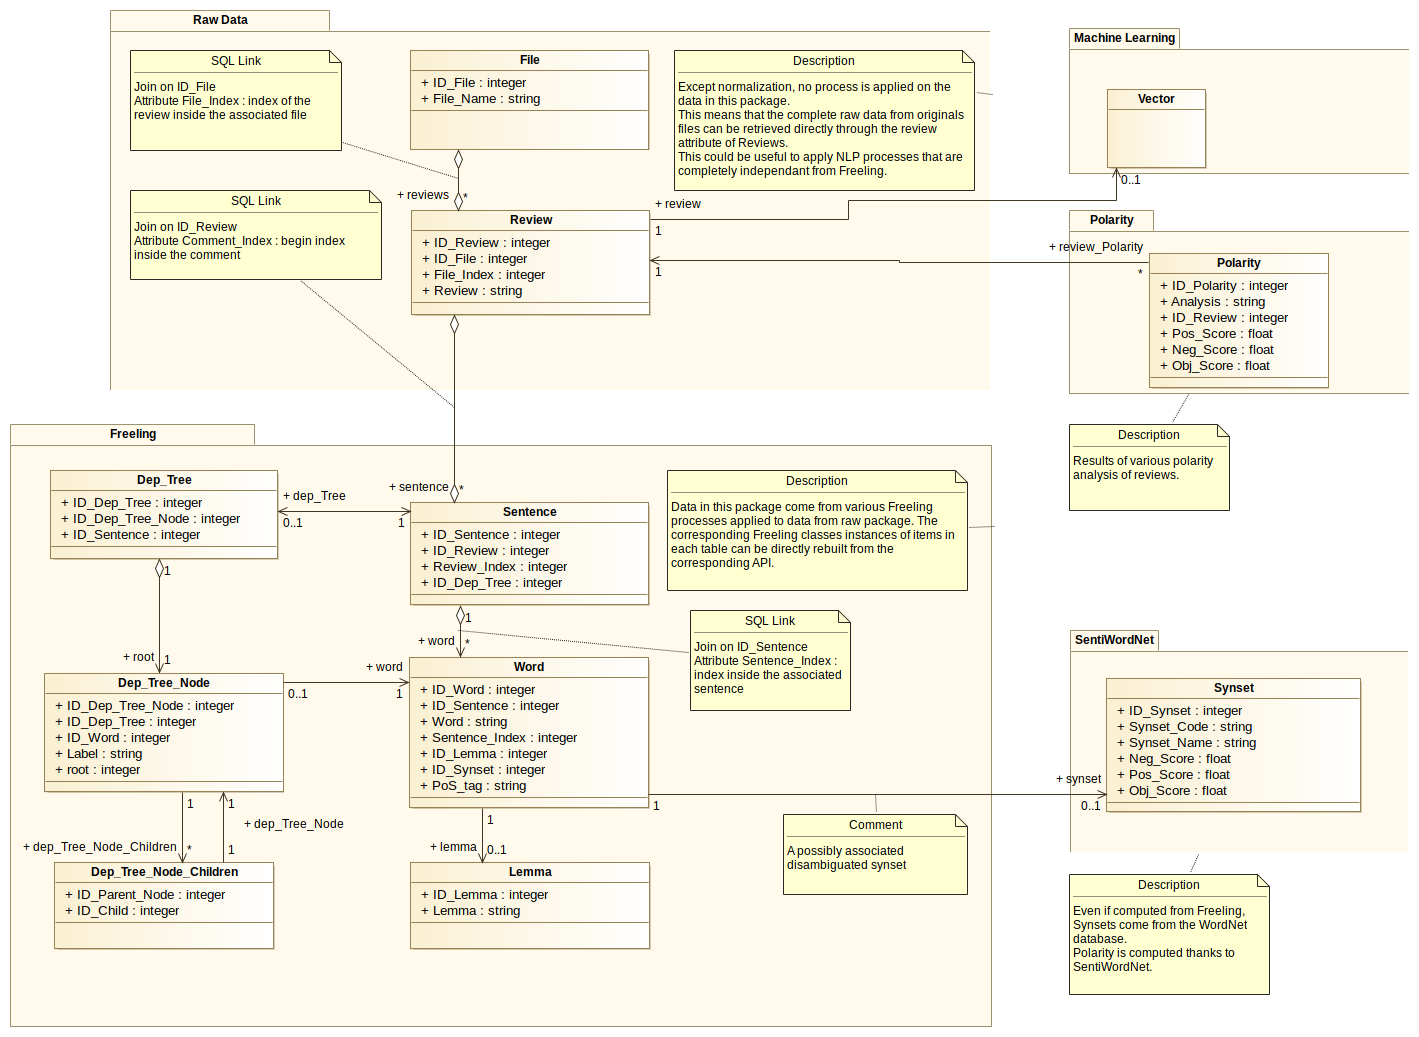 Raw Data
SQL Link
Join on ID_File
Attribute File_Index : index of the
review inside the associated file
File
+ ID_File : integer
+ File_Name : string
Description
Except normalization, no process is applied on the
data in this package.
This means that the complete raw data from originals
files can be retrieved directly through the review
attribute of Reviews.
This could be useful to apply NLP processes that are
completely independant from Freeling.
Machine Learning
Vector
0..1
SQL Link
Join on ID_Review
Attribute Comment_Index : begin index
inside the comment
+ reviews
*
Review
+ ID_Review : integer
+ ID_File : integer
+ File_Index : integer
+ Review : string
+ review
1
1
Polarity
+ review_Polarity
*
Polarity
+ ID_Polarity : integer
+ Analysis : string
+ ID_Review : integer
+ Pos_Score : float
+ Neg_Score : float
+ Obj_Score : float
Description
Results of various polarity
analysis of reviews.
Freeling
Dep_Tree
+ ID_Dep_Tree : integer
+ ID_Dep_Tree_Node : integer
+ ID_Sentence : integer
+ dep_Tree
0..1
1
+ sentence
*
Sentence
+ ID_Sentence : integer
+ ID_Review : integer
+ Review_Index : integer
+ ID_Dep_Tree : integer
Description
Data in this package come from various Freeling
processes applied to data from raw package. The
corresponding Freeling classes instances of items in
each table can be directly rebuilt from the
corresponding API.
1
+ root
1
1
+ word
*
SQL Link
Join on ID_Sentence
Attribute Sentence_Index :
index inside the associated
sentence
Dep_Tree_Node
+ ID_Dep_Tree_Node : integer
+ ID_Dep_Tree : integer
+ ID_Word : integer
+ Label : string
+ root : integer
+ word
0..1
1
Word
+ ID_Word : integer
+ ID_Sentence : integer
+ Word : string
+ Sentence_Index : integer
+ ID_Lemma : integer
+ ID_Synset : integer
+ PoS_tag : string
SentiWordNet
Synset
+ ID_Synset : integer
+ Synset_Code : string
+ Synset_Name : string
+ Neg_Score : float
+ Pos_Score : float
+ Obj_Score : float
+ synset
1
0..1
1
1
+ dep_Tree_Node
+ dep_Tree_Node_Children
*
1
1
+ lemma
0..1
Comment
A possibly associated
disambiguated synset
Dep_Tree_Node_Children
+ ID_Parent_Node : integer
+ ID_Child : integer
Lemma
+ ID_Lemma : integer
+ Lemma : string
Description
Even if computed from Freeling,
Synsets come from the WordNet
database.
Polarity is computed thanks to
SentiWordNet.